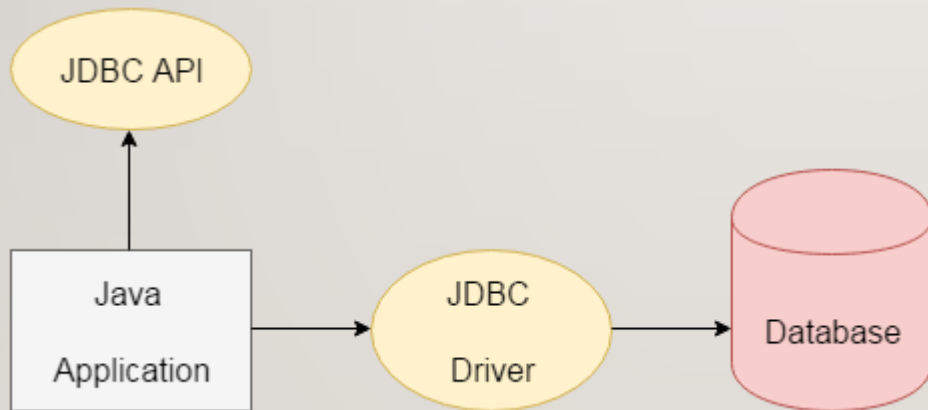 JDBC API
Java
Application
JDBC
Driver
Database